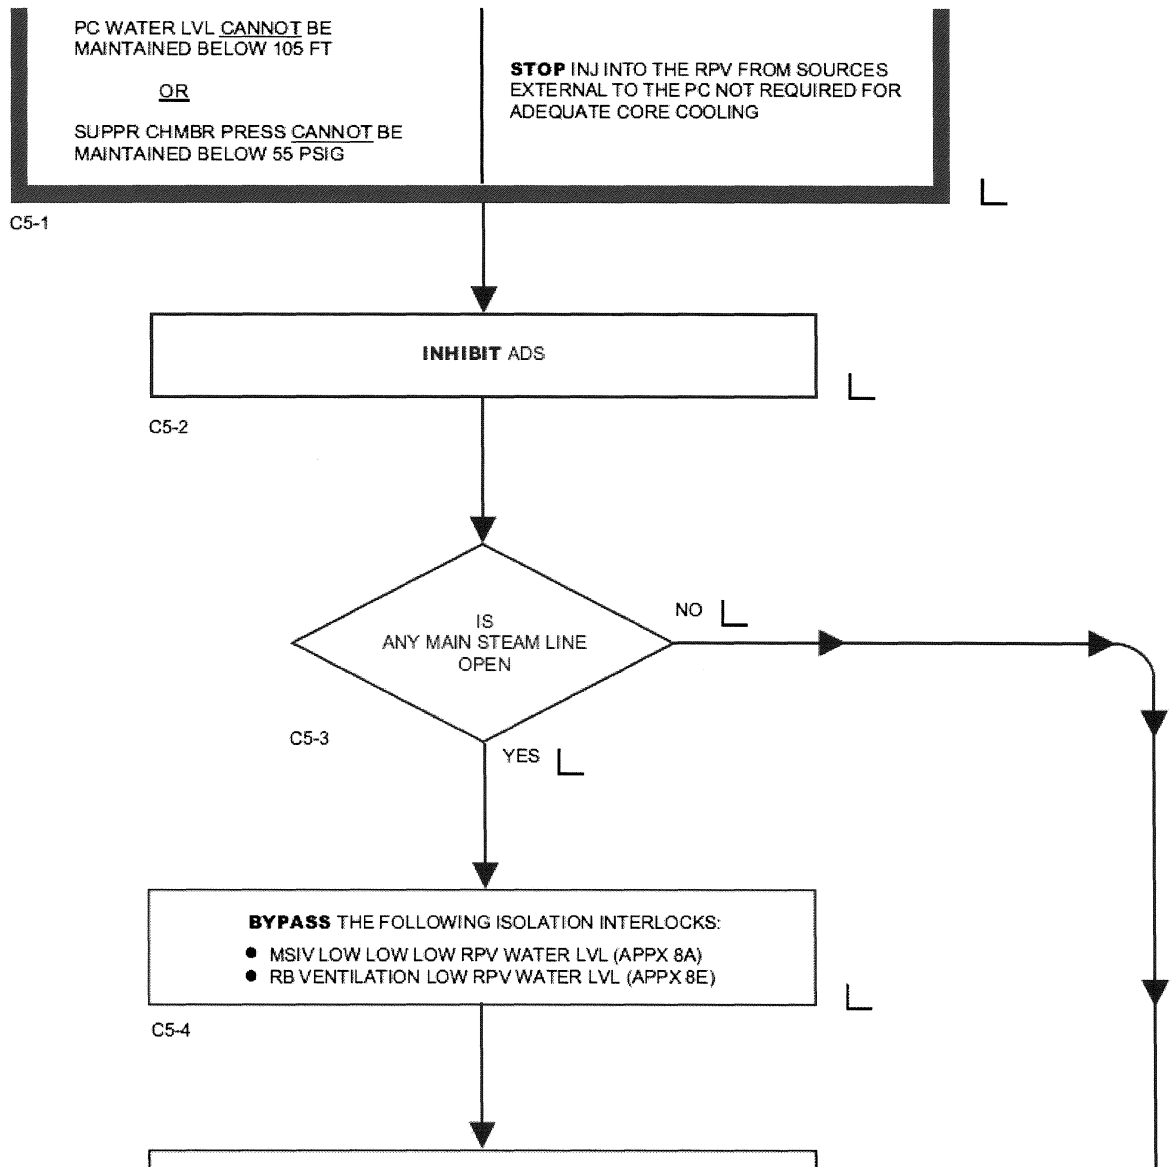 PC WATER LVL CANNOT BE
MAINTAINED BELOW 105 FT
OR
SUPPR CHMBR PRESS CANNOT BE
MAINTAINED BELOW 55 PSIG
STOP INJ INTO THE RPV FROM SOURCES
EXTERNAL TO THE PC NOT REQUIRED FOR
ADEQUATE CORE COOLING
C5-1
INHIBIT ADS
C5-2
IS
ANY MAIN STEAM LINE
OPEN
NO
C5-3
YES
BYPASS THE FOLLOWING ISOLATION INTERLOCKS:
● MSIV LOW LOW LOW RPV WATER LVL (APPX 8A)
● RB VENTILATION LOW RPV WATER LVL (APPX 8E)
C5-4